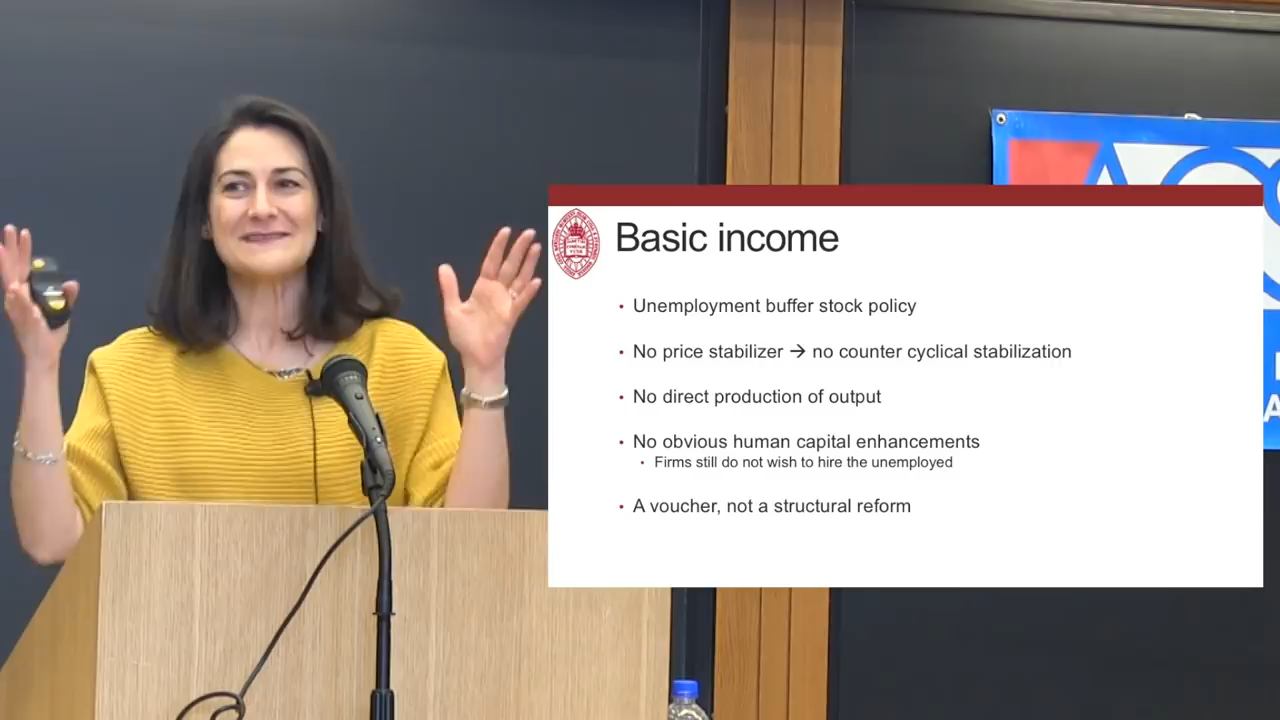 Basic income
• Unemployment buffer stock policy
• No price stabilizer → no counter cyclical stabilization
• No direct production of output
• No obvious human capital enhancements
• Firms still do not wish to hire the unemployed
• A voucher, not a structural reform